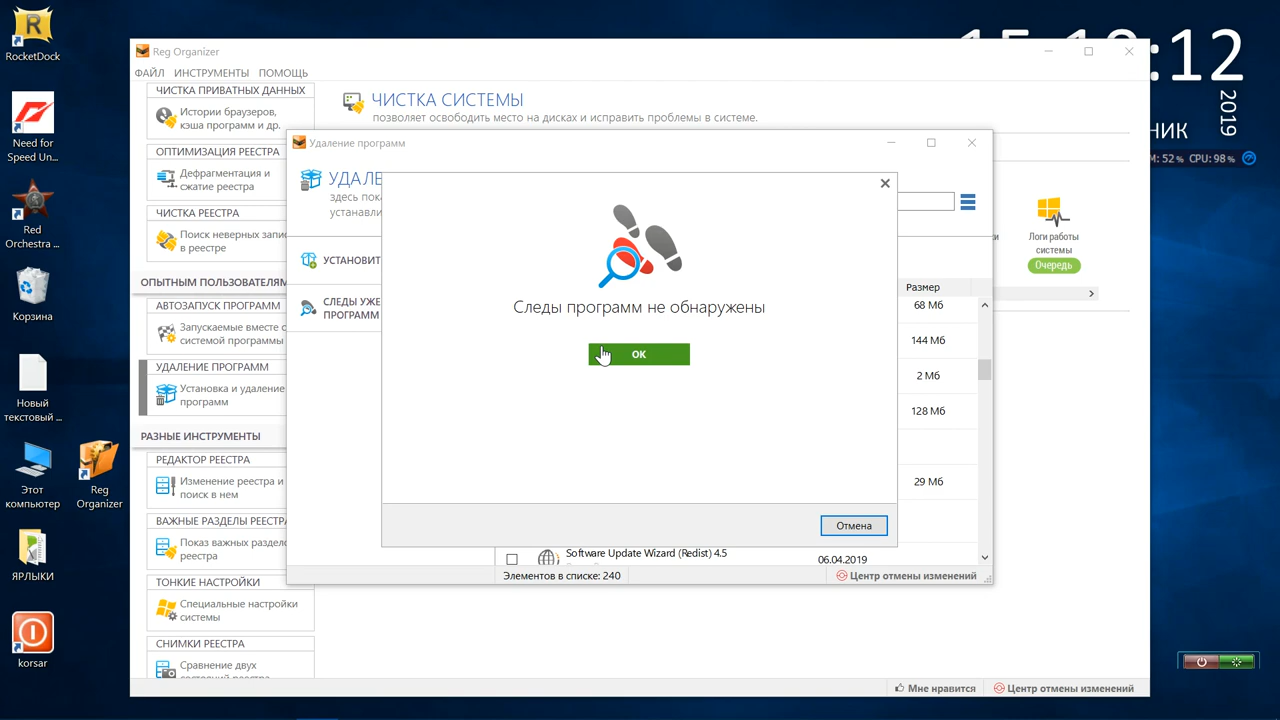 RocketDock
Need for
Speed Un...
Red
Orchestra ...
Корзина
Новый
текстовый ...
Этот
компьютер
Reg
Organizer
ЯРЛЫКИ
korsar
Reg Organizer
ФАЙЛ ИНСТРУМЕНТЫ ПОМОЩЬ
ЧИСТКА ПРИВАТНЫХ ДАННЫХ
Истории браузеров,
кэша программ и др.
ОПТИМИЗАЦИЯ РЕЕСТРА
Дефрагментация и
сжатие реестра
ЧИСТКА РЕЕСТРА
Поиск неверных запис
в реестре
ОПЫТНЫМ ПОЛЬЗОВАТЕЛЯМ
АВТОЗАПУСК ПРОГРАММ
Запускаемые вместе с
системой программы
УДАЛЕНИЕ ПРОГРАММ
Установка и удаление
программ
РАЗНЫЕ ИНСТРУМЕНТЫ
РЕДАКТОР РЕЕСТРА
Изменение реестра и
поиск в нем
ВАЖНЫЕ РАЗДЕЛЫ РЕЕСТРА
Показ важных раздело
реестра
ТОНКИЕ НАСТРОЙКИ
Специальные настройки
системы
СНИМКИ РЕЕСТРА
Сравнение двух
ЧИСТКА СИСТЕМЫ
позволяет освободить место на дисках и исправить проблемы в системе.
Удаление программ
УДАЛЕ
здесь пока
устанавли
УСТАНОВИТ
СЛЕДЫ УЖЕ
ПРОГРАММ
Следы программ не обнаружены
OK
Отмена
Размер
68 Мб
144 Мб
2 Мб
128 Мб
29 Мб
Software Update Wizard (Redist) 4.5
06.04.2019
Элементов в списке: 240
Центр отмены изменений
Логи работы
системы
Очередь
Мне нравится
Центр отмены изменений
:12
2019
НИК
M: 52 % CPU: 98 %